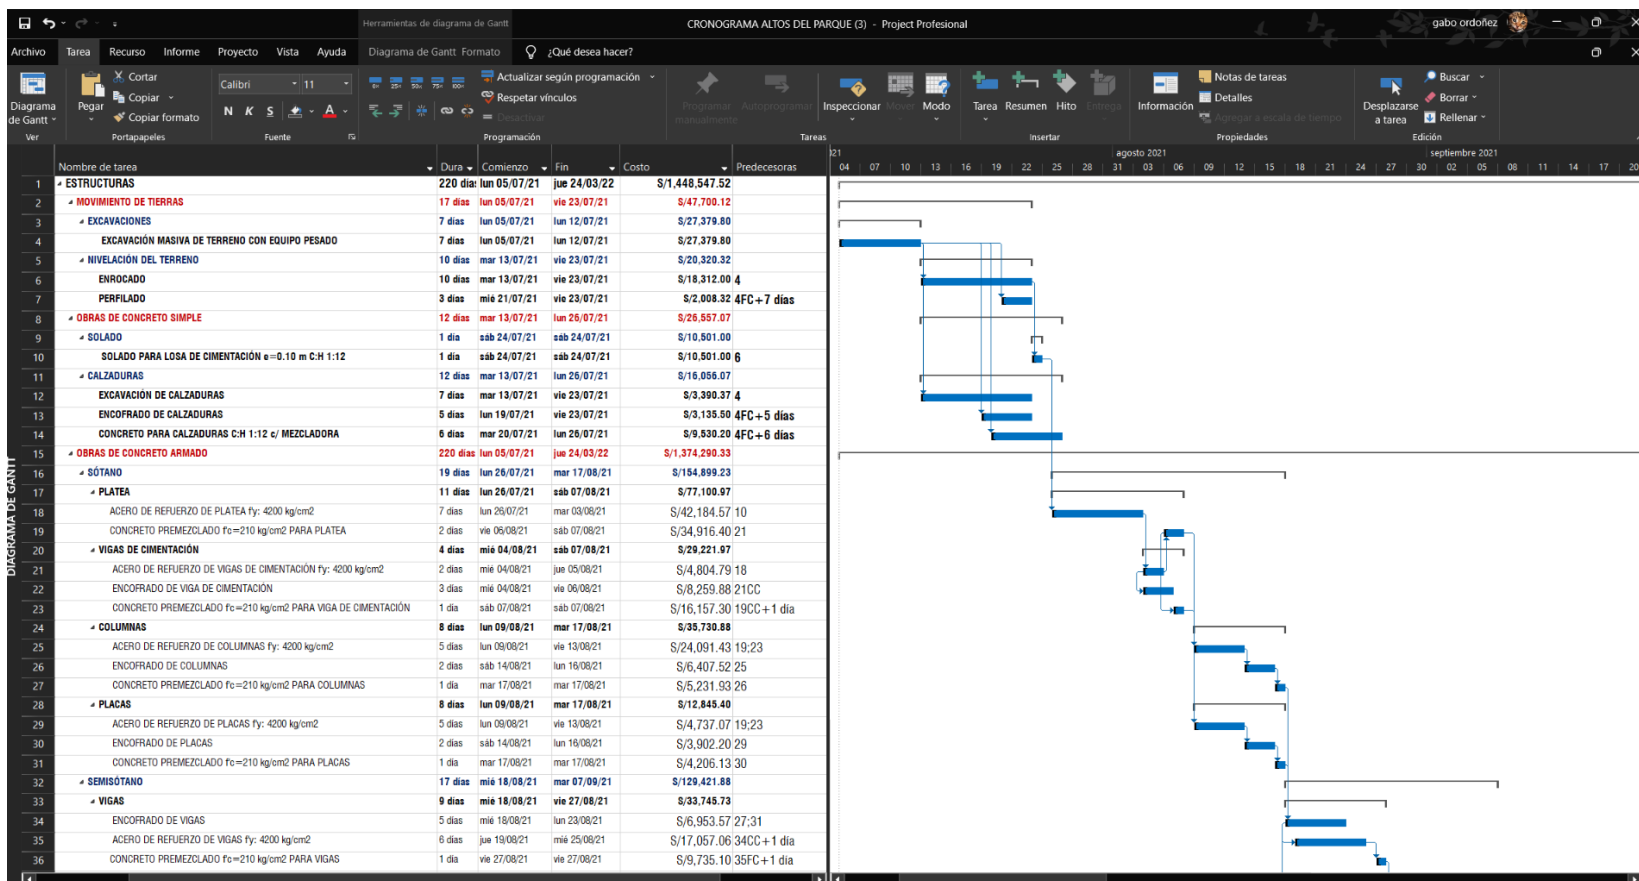 Herramientas de diagrama de Gantt
CRONOGRAMA ALTOS DEL PARQUE (3) - Project Profesional
gabo ordoñez
Archivo Tarea Recurso Informe Proyecto Vista Ayuda Diagrama de Gantt Formato ¿Qué desea hacer?
Diagrama de Gantt
Pegar
Cortar
Copiar
Copiar formato
Calibri 11
N K S A
0% 25% 50% 75% 100%
Actualizar según programación
Respetar vínculos
Desactivar
Programar manualmente
Autoprogramar
Inspeccionar
Mover
Modo
Tarea
Resumen
Hito
Entrega
Información
Notas de tareas
Detalles
Agregar a escala de tiempo
Desplazarse a tarea
Buscar
Borrar
Rellenar
Ver Portapapeles Fuente Programación Tareas Insertar Propiedades Edición
Nombre de tarea Dura Comienzo Fin Costo Predecesoras
21 agosto 2021 septiembre 2021
04 07 10 13 16 19 22 25 28 31 03 06 09 12 15 18 21 24 27 30 02 05 08 11 14 17 20
DIAGRAMA DE GANTT
1 ESTRUCTURAS 220 días lun 05/07/21 jue 24/03/22 S/1,448,547.52
2 MOVIMIENTO DE TIERRAS 17 días lun 05/07/21 vie 23/07/21 S/47,700.12
3 EXCAVACIONES 7 días lun 05/07/21 lun 12/07/21 S/27,379.80
4 EXCAVACIÓN MASIVA DE TERRENO CON EQUIPO PESADO 7 días lun 05/07/21 lun 12/07/21 S/27,379.80
5 NIVELACIÓN DEL TERRENO 10 días mar 13/07/21 vie 23/07/21 S/20,320.32
6 ENROCADO 10 días mar 13/07/21 vie 23/07/21 S/18,312.00 4
7 PERFILADO 3 días mié 21/07/21 vie 23/07/21 S/2,008.32 4FC+7 días
8 OBRAS DE CONCRETO SIMPLE 12 días mar 13/07/21 lun 26/07/21 S/26,557.07
9 SOLADO 1 día sáb 24/07/21 sáb 24/07/21 S/10,501.00
10 SOLADO PARA LOSA DE CIMENTACIÓN e=0.10 m C:H 1:12 1 día sáb 24/07/21 sáb 24/07/21 S/10,501.00 6
11 CALZADURAS 12 días mar 13/07/21 lun 26/07/21 S/16,056.07
12 EXCAVACIÓN DE CALZADURAS 7 días mar 13/07/21 vie 23/07/21 S/3,390.37 4
13 ENCOFRADO DE CALZADURAS 5 días lun 19/07/21 vie 23/07/21 S/3,135.50 4FC+5 días
14 CONCRETO PARA CALZADURAS C:H 1:12 c/ MEZCLADORA 6 días mar 20/07/21 lun 26/07/21 S/9,530.20 4FC+6 días
15 OBRAS DE CONCRETO ARMADO 220 días lun 05/07/21 jue 24/03/22 S/1,374,290.33
16 SÓTANO 19 días lun 26/07/21 mar 17/08/21 S/154,899.23
17 PLATEA 11 días lun 26/07/21 sáb 07/08/21 S/77,100.97
18 ACERO DE REFUERZO DE PLATEA fy: 4200 kg/cm2 7 días lun 26/07/21 mar 03/08/21 S/42,184.57 10
19 CONCRETO PREMEZCLADO f'c=210 kg/cm2 PARA PLATEA 2 días vie 06/08/21 sáb 07/08/21 S/34,916.40 21
20 VIGAS DE CIMENTACIÓN 4 días mié 04/08/21 sáb 07/08/21 S/29,221.97
21 ACERO DE REFUERZO DE VIGAS DE CIMENTACIÓN fy: 4200 kg/cm2 2 días mié 04/08/21 jue 05/08/21 S/4,804.79 18
22 ENCOFRADO DE VIGA DE CIMENTACIÓN 3 días mié 04/08/21 vie 06/08/21 S/8,259.88 21CC
23 CONCRETO PREMEZCLADO f'c=210 kg/cm2 PARA VIGA DE CIMENTACIÓN 1 día sáb 07/08/21 sáb 07/08/21 S/16,157.30 19CC+1 día
24 COLUMNAS 8 días lun 09/08/21 mar 17/08/21 S/35,730.88
25 ACERO DE REFUERZO DE COLUMNAS fy: 4200 kg/cm2 5 días lun 09/08/21 vie 13/08/21 S/24,091.43 19;23
26 ENCOFRADO DE COLUMNAS 2 días sáb 14/08/21 lun 16/08/21 S/6,407.52 25
27 CONCRETO PREMEZCLADO f'c=210 kg/cm2 PARA COLUMNAS 1 día mar 17/08/21 mar 17/08/21 S/5,231.93 26
28 PLACAS 8 días lun 09/08/21 mar 17/08/21 S/12,845.40
29 ACERO DE REFUERZO DE PLACAS fy: 4200 kg/cm2 5 días lun 09/08/21 vie 13/08/21 S/4,737.07 19;23
30 ENCOFRADO DE PLACAS 2 días sáb 14/08/21 lun 16/08/21 S/3,902.20 29
31 CONCRETO PREMEZCLADO f'c=210 kg/cm2 PARA PLACAS 1 día mar 17/08/21 mar 17/08/21 S/4,206.13 30
32 SEMISÓTANO 17 días mié 18/08/21 mar 07/09/21 S/129,421.88
33 VIGAS 9 días mié 18/08/21 vie 27/08/21 S/33,745.73
34 ENCOFRADO DE VIGAS 5 días mié 18/08/21 lun 23/08/21 S/6,953.57 27;31
35 ACERO DE REFUERZO DE VIGAS fy: 4200 kg/cm2 6 días jue 19/08/21 mié 25/08/21 S/17,057.06 34CC+1 día
36 CONCRETO PREMEZCLADO f'c=210 kg/cm2 PARA VIGAS 1 día vie 27/08/21 vie 27/08/21 S/9,735.10 35FC+1 día